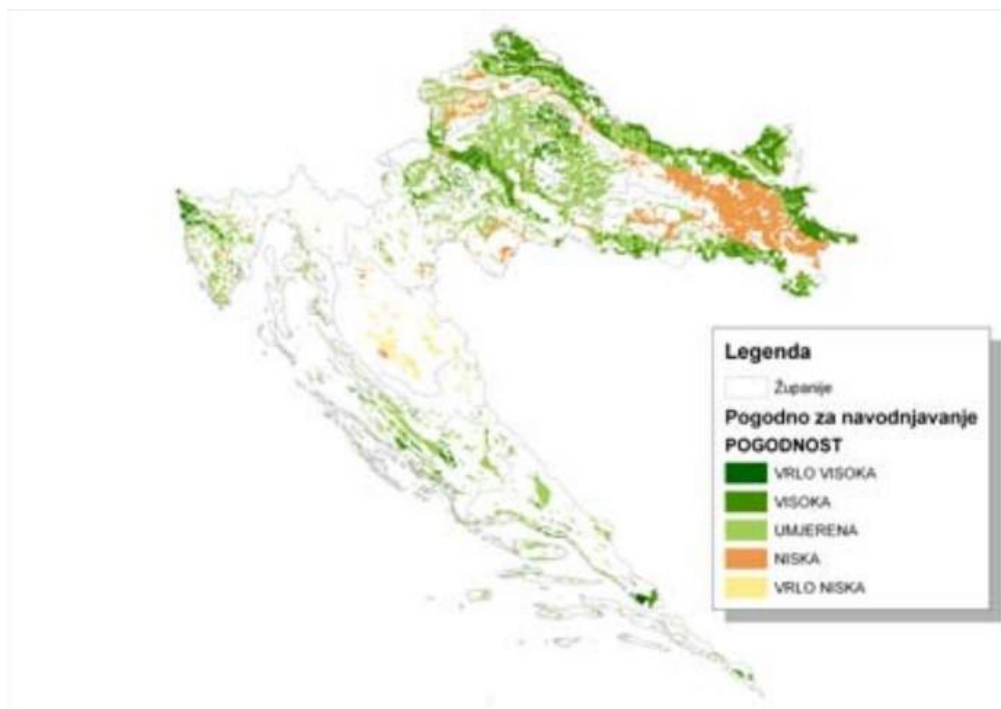 Legenda
Županije
Pogodno za navodnjavanje
POGODNOST
VRLO VISOKA
VISOKA
UMJERENA
NISKA
VRLO NISKA